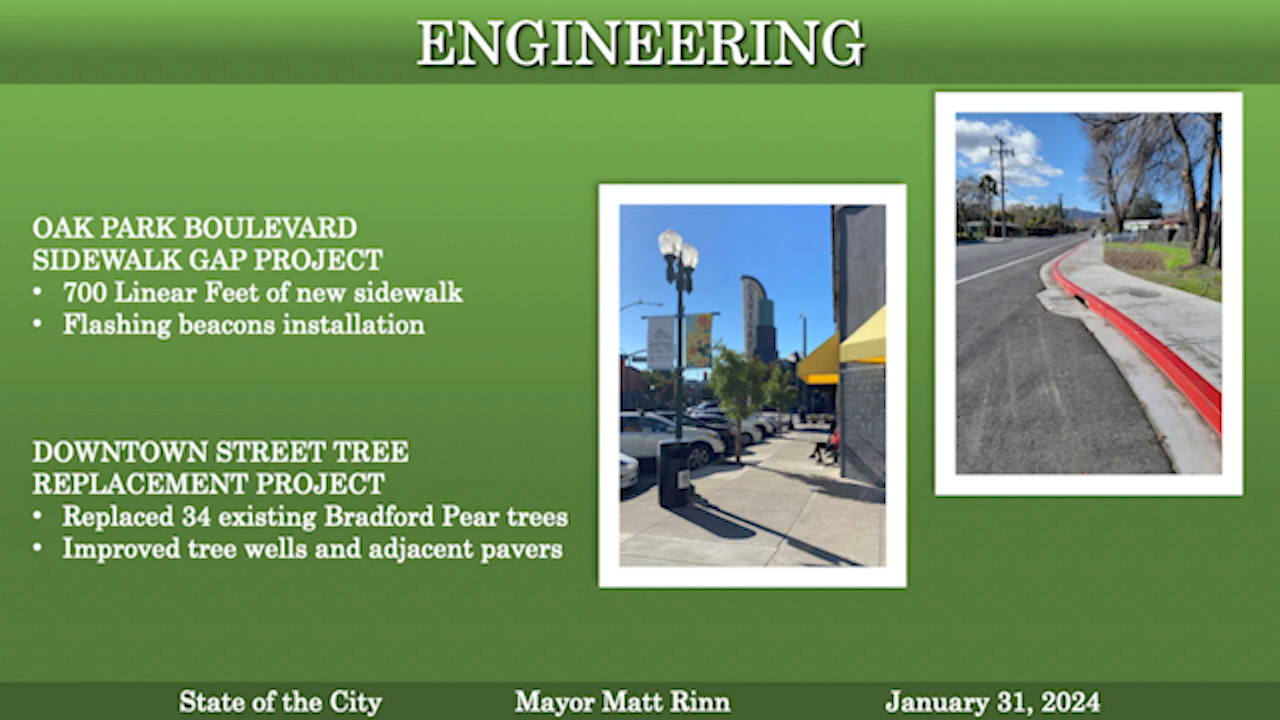 ENGINEERING
OAK PARK BOULEVARD
SIDEWALK GAP PROJECT
• 700 Linear Feet of new sidewalk
• Flashing beacons installation
DOWNTOWN STREET TREE
REPLACEMENT PROJECT
• Replaced 34 existing Bradford Pear trees
• Improved tree wells and adjacent pavers
State of the City Mayor Matt Rinn January 31, 2024